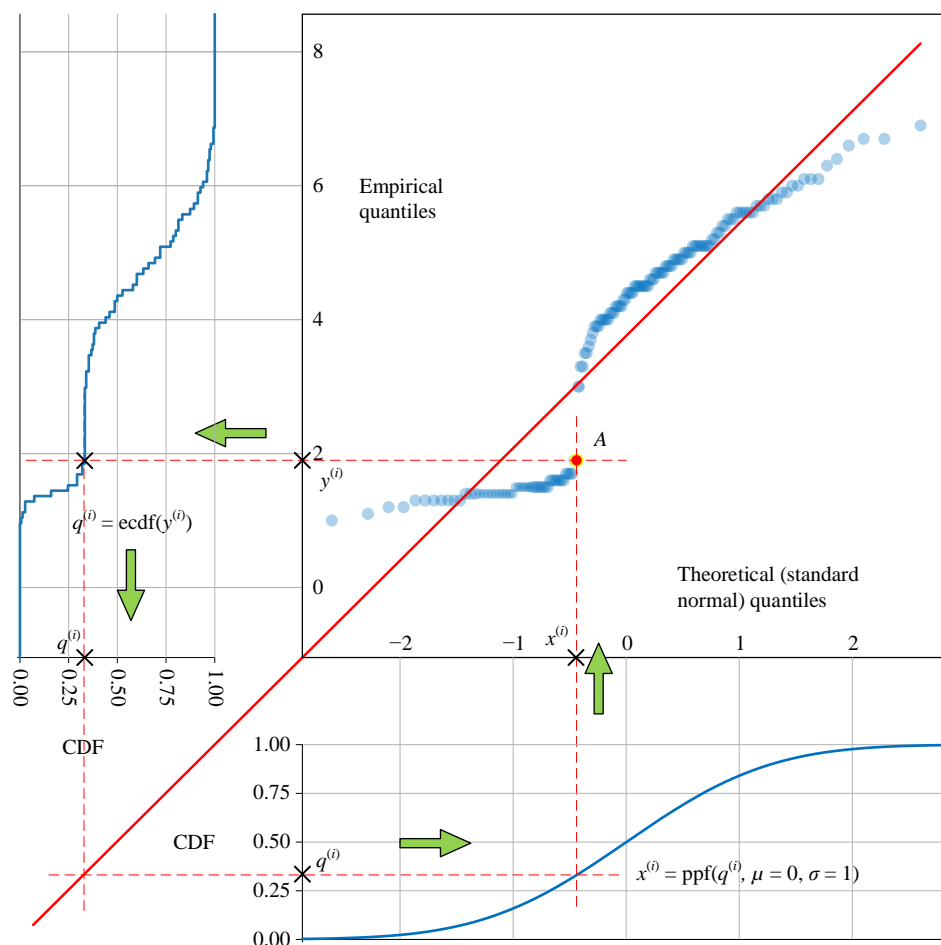 8
6
4
2
0
Empirical
quantiles
A
y⁽ⁱ⁾
q⁽ⁱ⁾ = ecdf(y⁽ⁱ⁾)
Theoretical (standard
normal) quantiles
q⁽ⁱ⁾
−2 −1 x⁽ⁱ⁾ 0 1 2
0.00 0.25 0.50 0.75 1.00
CDF
1.00
0.75
CDF
0.50
q⁽ⁱ⁾
x⁽ⁱ⁾ = ppf(q⁽ⁱ⁾, μ = 0, σ = 1)
0.25
0.00